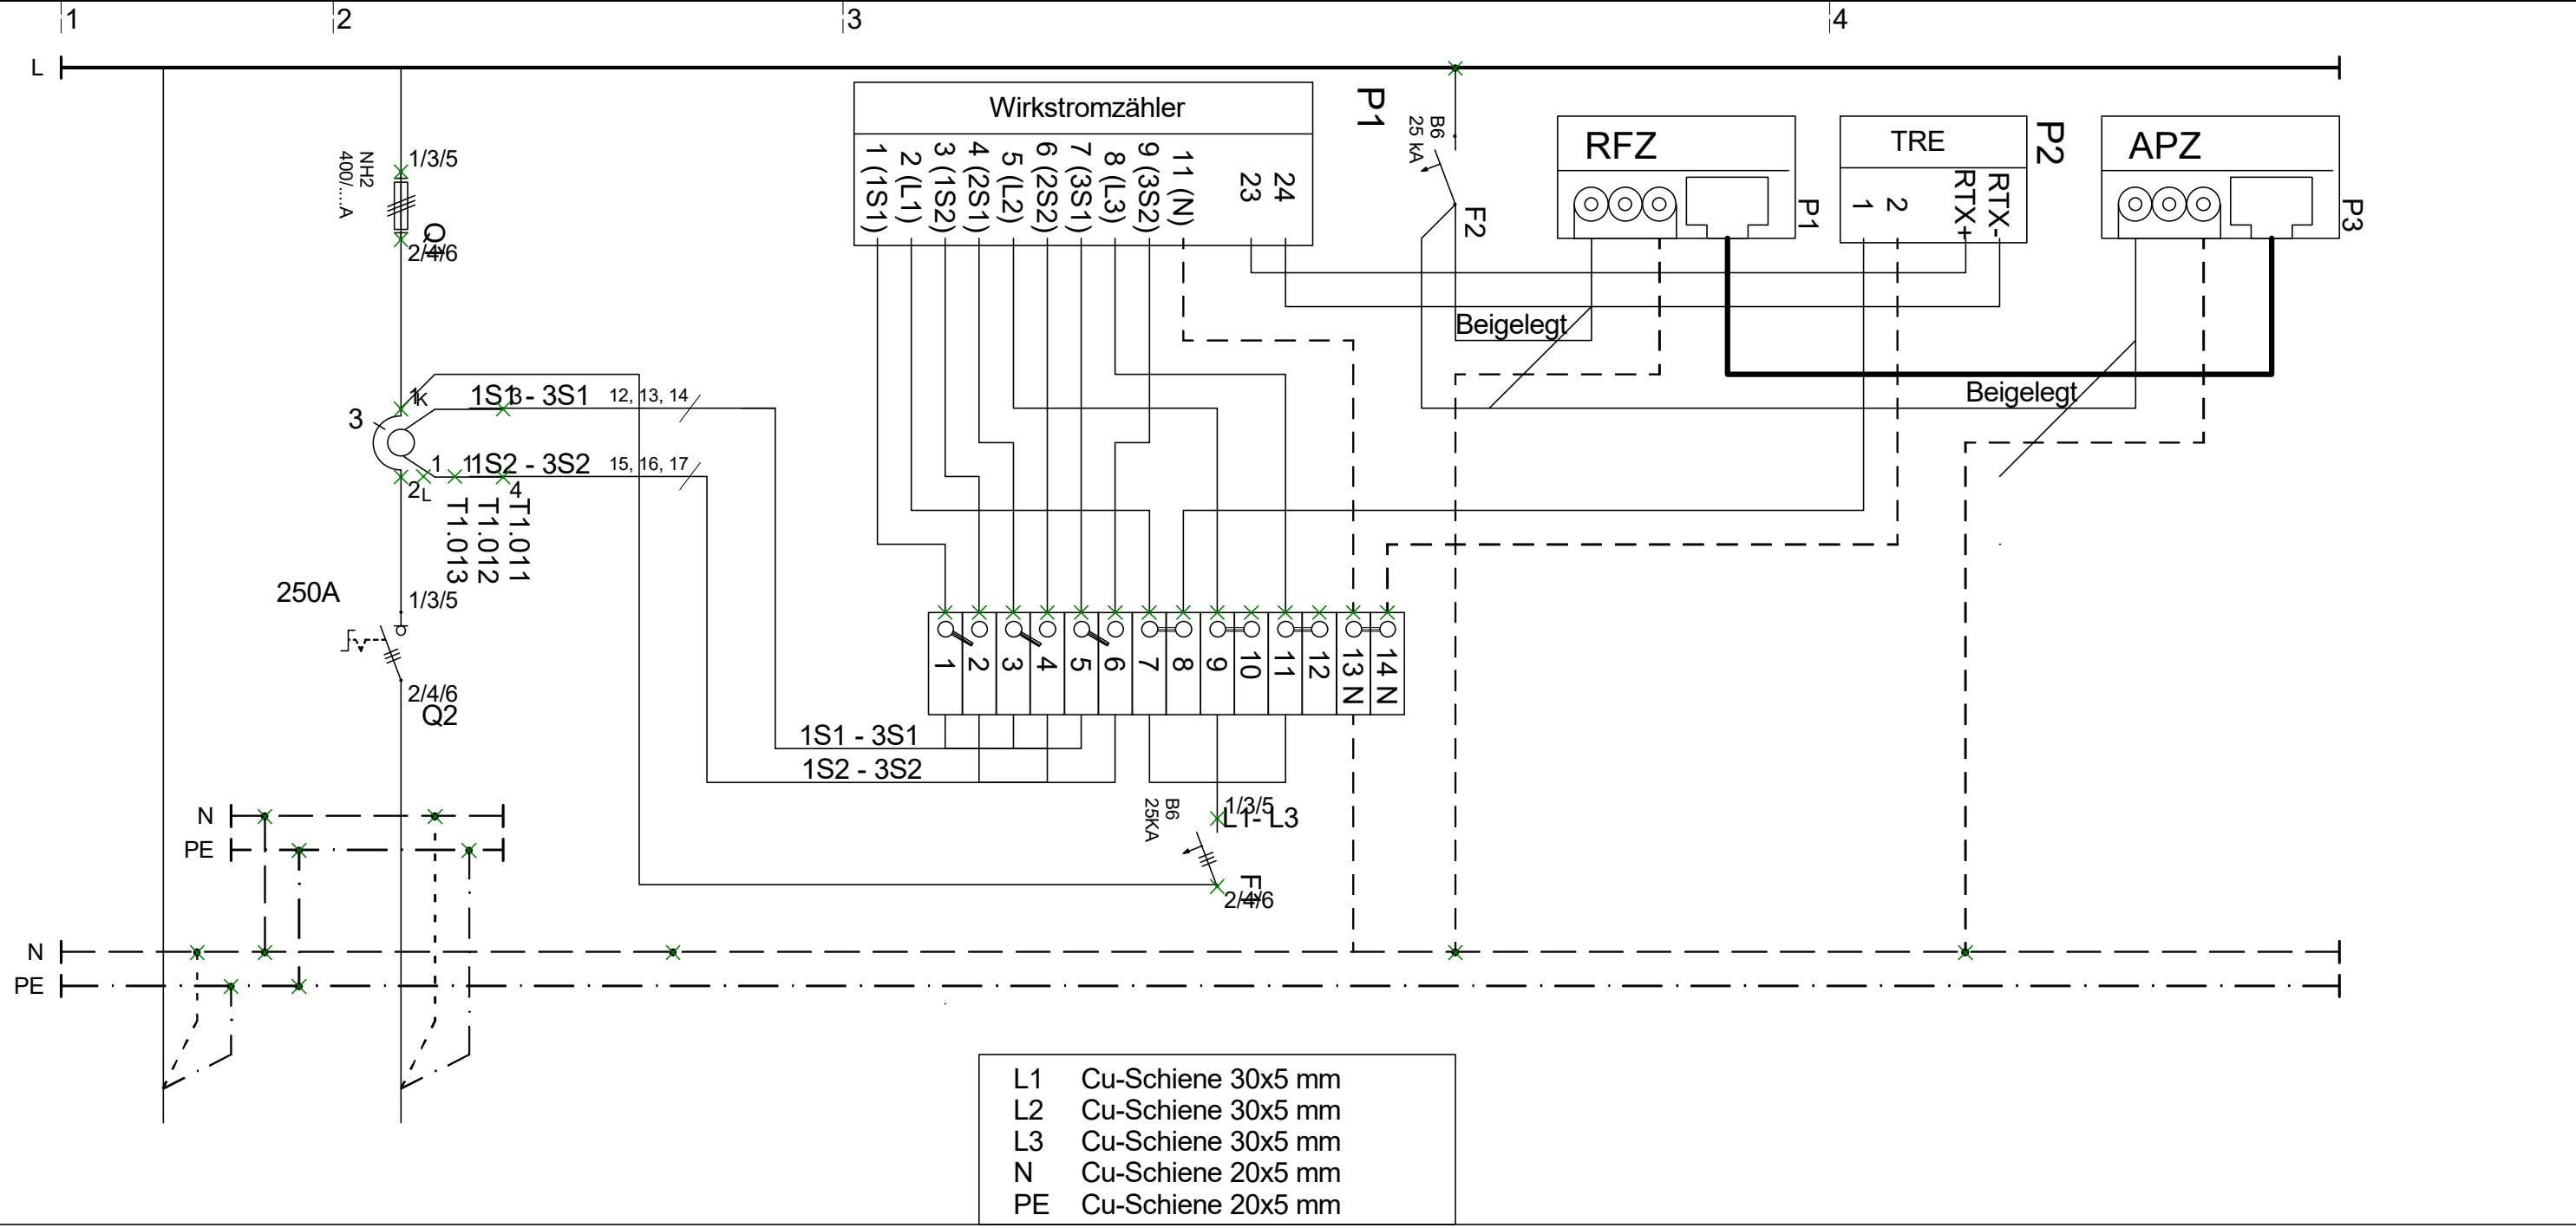 1
2
3
4
L
Wirkstromzähler
1 (1S1)
2 (L1)
3 (1S2)
4 (2S1)
5 (L2)
6 (2S2)
7 (3S1)
8 (L3)
9 (3S2)
11 (N)
23
24
P1
B6
25 kA
F2
RFZ
P1
TRE
1
2
RTX+
RTX-
P2
APZ
P3
NH2
400/....A
1/3/5
2/4/6
Beigelegt
Beigelegt
3
1
K
1S1 - 3S1
3
12, 13, 14
2
L
1
1
1S2 - 3S2
4
15, 16, 17
T1.011
T1.012
T1.013
250A
1/3/5
2/4/6
Q2
1
2
3
4
5
6
7
8
9
10
11
12
13 N
14 N
1S1 - 3S1
1S2 - 3S2
B6
25KA
1/3/5
L1- L3
2/4/6
N
PE
N
PE
L1 Cu-Schiene 30x5 mm
L2 Cu-Schiene 30x5 mm
L3 Cu-Schiene 30x5 mm
N Cu-Schiene 20x5 mm
PE Cu-Schiene 20x5 mm